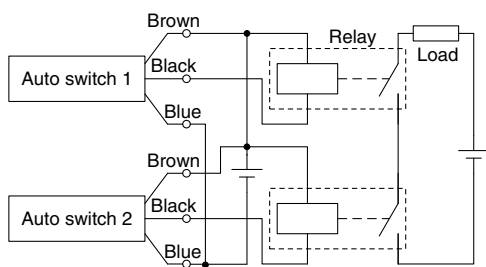 Brown
Relay
Load
Auto switch 1
Black
Blue
Brown
Auto switch 2
Black
Blue